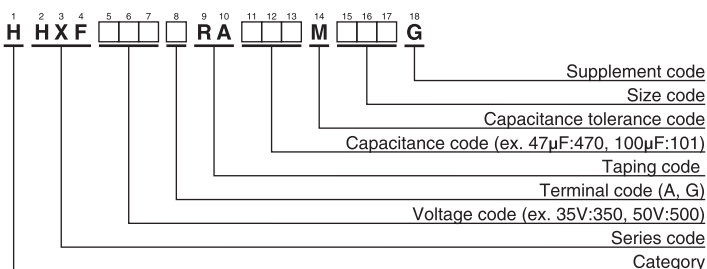 1 2 3 4 5 6 7 8 9 10 11 12 13 14 15 16 17 18
H H X F □□□ □ R A □□□ M □□□ G
Supplement code
Size code
Capacitance tolerance code
Capacitance code (ex. 47µF:470, 100µF:101)
Taping code
Terminal code (A, G)
Voltage code (ex. 35V:350, 50V:500)
Series code
Category